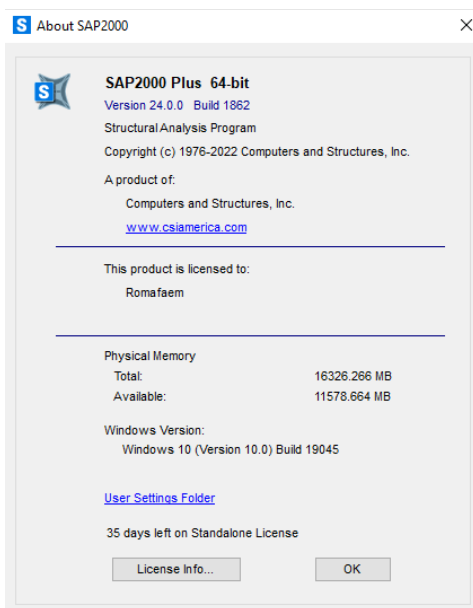 S About SAP2000
S
SAP2000 Plus 64-bit
Version 24.0.0 Build 1862
Structural Analysis Program
Copyright (c) 1976-2022 Computers and Structures, Inc.
A product of:
Computers and Structures, Inc.
www.csiamerica.com
This product is licensed to:
Romafaem
Physical Memory
Total: 16326.266 MB
Available: 11578.664 MB
Windows Version:
Windows 10 (Version 10.0) Build 19045
User Settings Folder
35 days left on Standalone License
License Info... OK